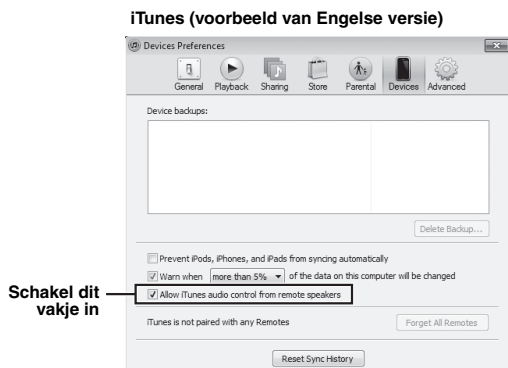 iTunes (voorbeeld van Engelse versie)
Devices Preferences
General Playback Sharing Store Parental Devices Advanced
Device backups:
Delete Backup...
Prevent iPods, iPhones, and iPads from syncing automatically
Warn when more than 5% of the data on this computer will be changed
Schakel dit
vakje in
Allow iTunes audio control from remote speakers
iTunes is not paired with any Remotes Forget All Remotes
Reset Sync History